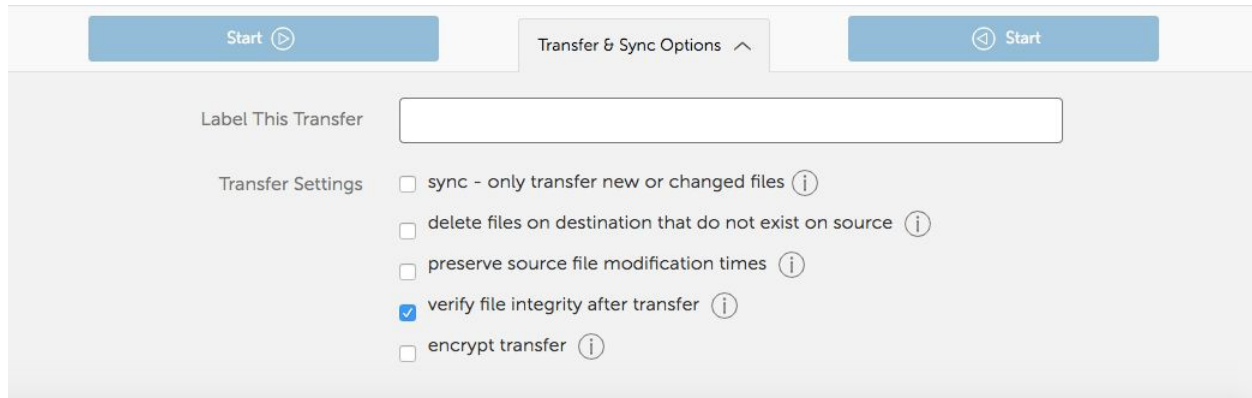 Start
Transfer & Sync Options
Start
Label This Transfer
Transfer Settings
sync - only transfer new or changed files
delete files on destination that do not exist on source
preserve source file modification times
verify file integrity after transfer
encrypt transfer